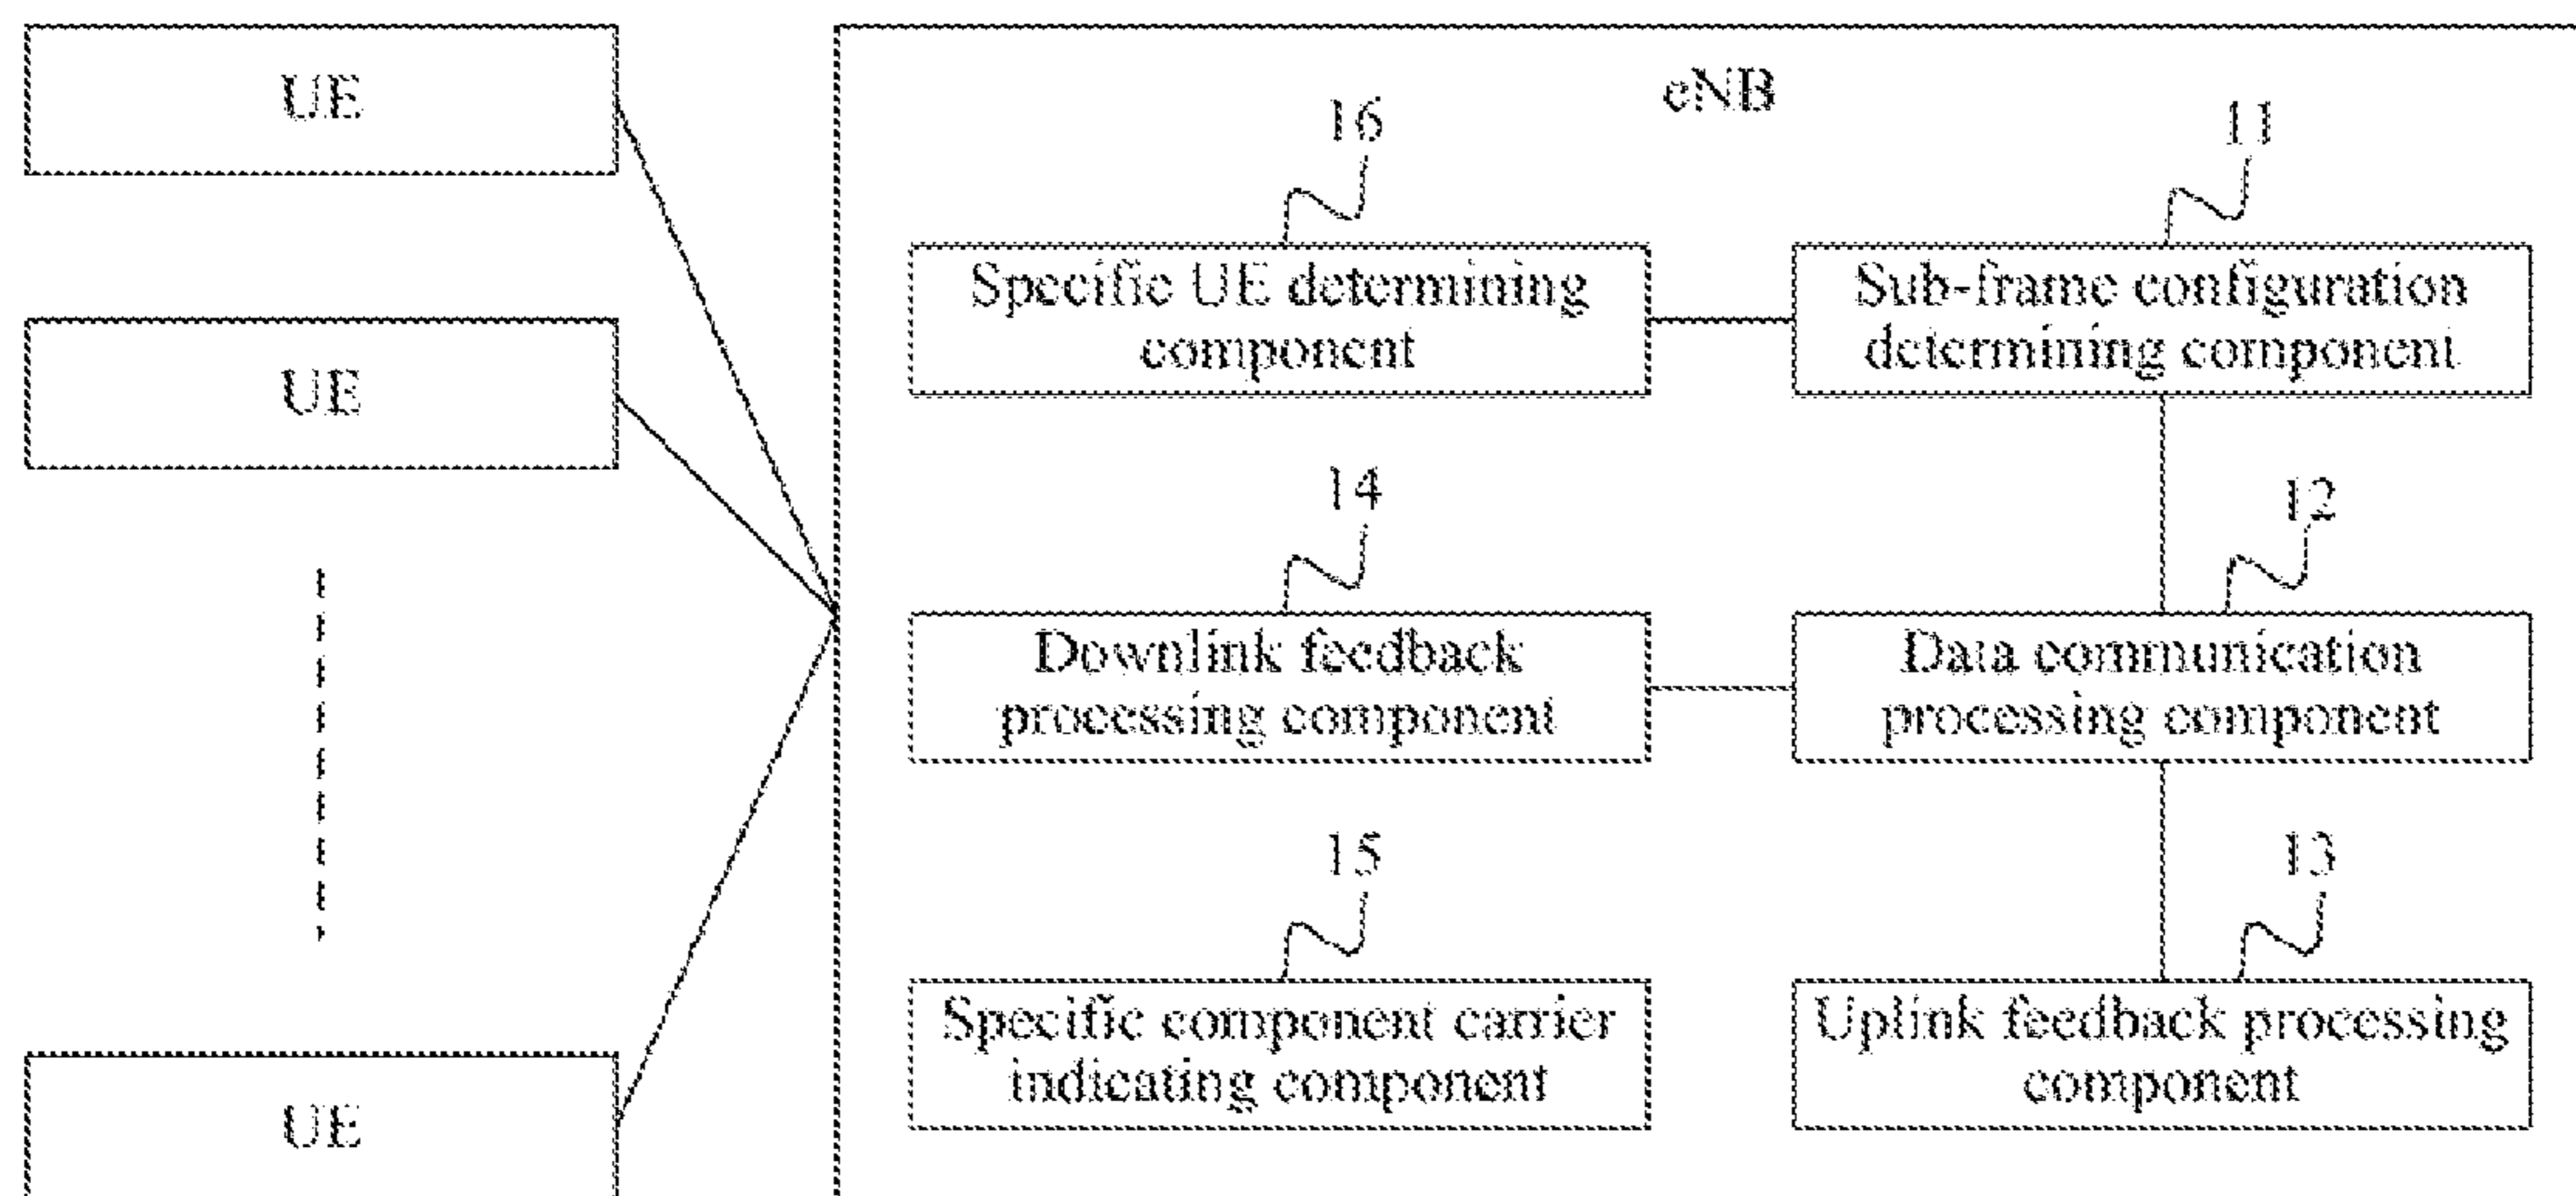 UE
UE
UE
eNB
16
Specific UE determining
component
11
Sub-frame configuration
determining component
14
Downlink feedback
processing component
12
Data communication
processing component
15
Specific component carrier
indicating component
13
Uplink feedback processing
component